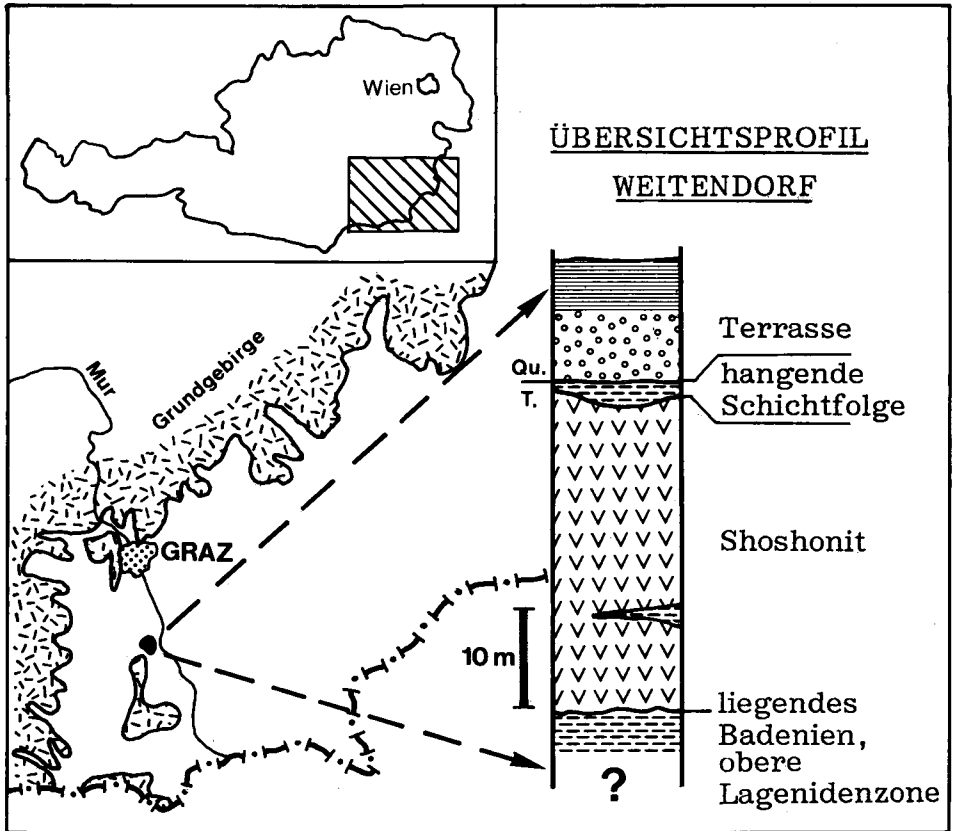 Wien
ÜBERSICHTSPROFIL
WEITENDORF
Mur
Grundgebirge
GRAZ
Qu.
T.
Terrasse
hangende
Schichtfolge
Shoshonit
10 m
liegendes
Badenien,
obere
Lagenidenzone
?